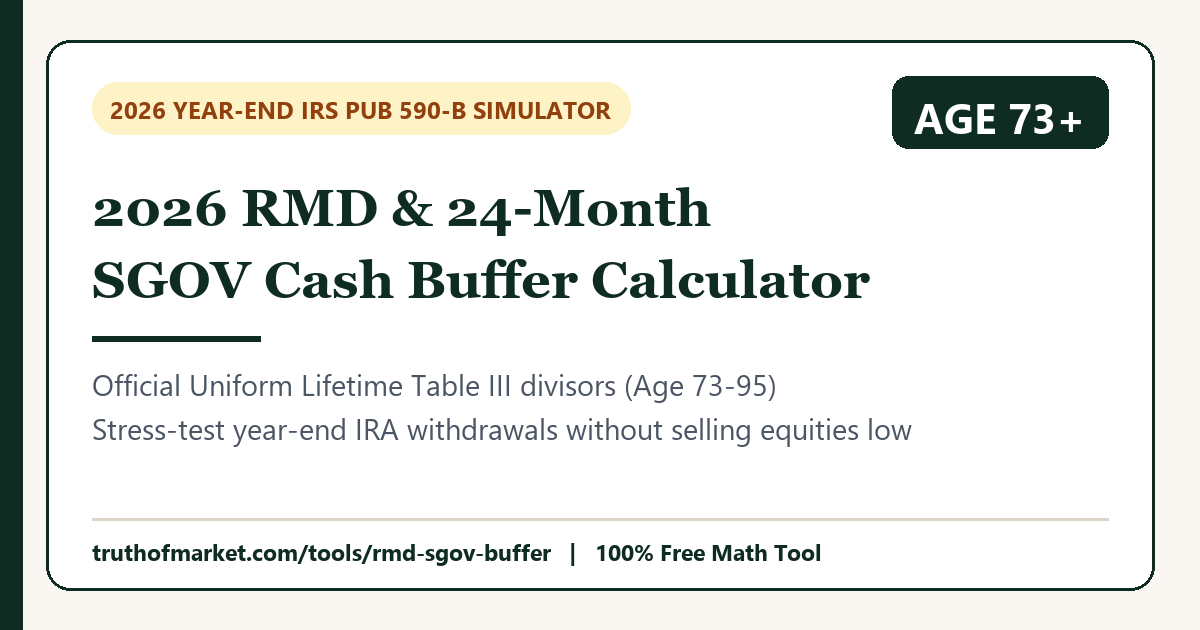 2026 YEAR-END IRS PUB 590-B SIMULATOR
AGE 73+
2026 RMD & 24-Month
SGOV Cash Buffer Calculator
Official Uniform Lifetime Table III divisors (Age 73-95)
Stress-test year-end IRA withdrawals without selling equities low
truthofmarket.com/tools/rmd-sgov-buffer | 100% Free Math Tool